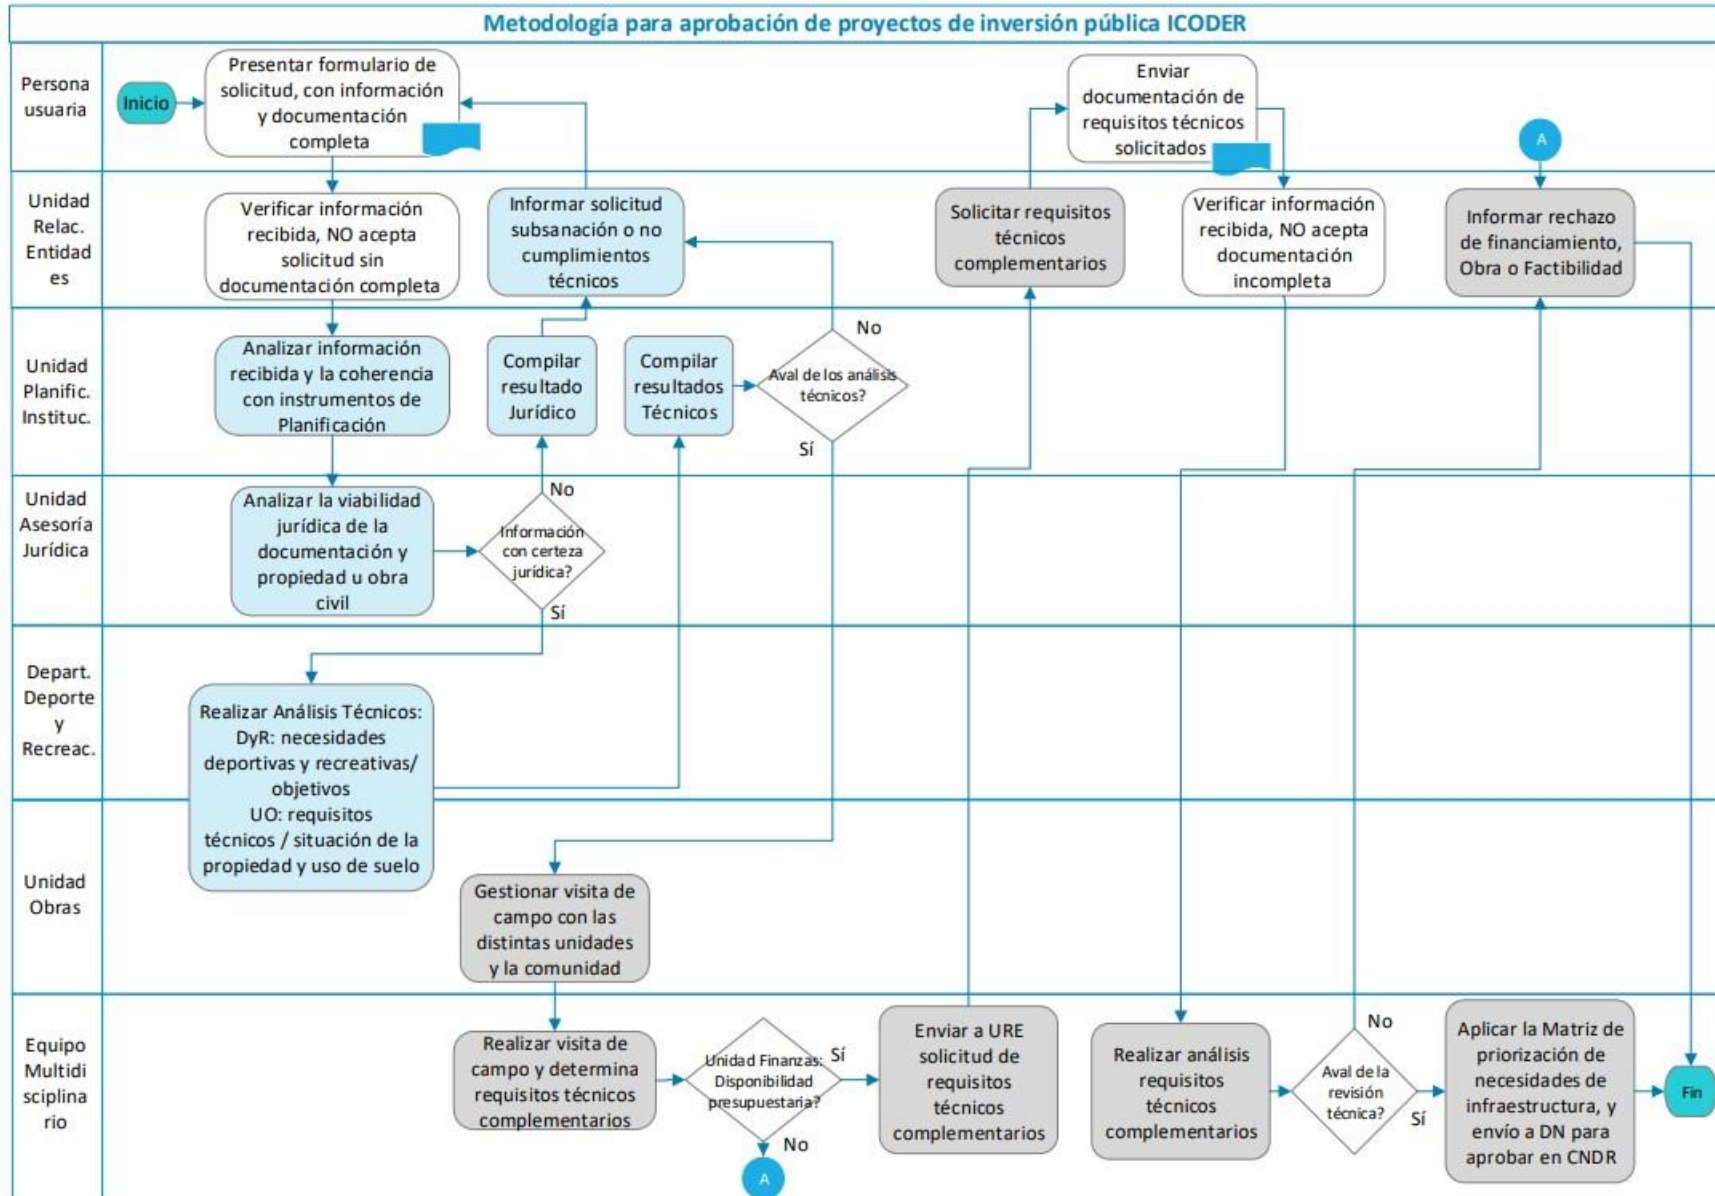 Metodología para aprobación de proyectos de inversión pública ICODER
Persona
usuaria
Inicio
Presentar formulario de
solicitud, con información
y documentación
completa
Enviar
documentación de
requisitos técnicos
solicitados
A
Unidad
Relac.
Entidad
es
Verificar información
recibida, NO acepta
solicitud sin
documentación completa
Informar solicitud
subsanación o no
cumplimientos
técnicos
Solicitar requisitos
técnicos
complementarios
Verificar información
recibida, NO acepta
documentación
incompleta
Informar rechazo
de financiamiento,
Obra o Factibilidad
Unidad
Planific.
Instituc.
Analizar información
recibida y la coherencia
con instrumentos de
Planificación
Compilar
resultado
Jurídico
Compilar
resultados
Técnicos
Aval de los análisis
técnicos?
No
Sí
Unidad
Asesoría
Jurídica
Analizar la viabilidad
jurídica de la
documentación y
propiedad u obra
civil
No
Información
con certeza
jurídica?
Sí
Depart.
Deporte
y
Recreac.
Realizar Análisis Técnicos:
DyR: necesidades
deportivas y recreativas/
objetivos
UO: requisitos
técnicos / situación de la
propiedad y uso de suelo
Unidad
Obras
Gestionar visita de
campo con las
distintas unidades
y la comunidad
Equipo
Multidi
sciplina
rio
Realizar visita de
campo y determina
requisitos técnicos
complementarios
Unidad Finanzas:
Disponibilidad
presupuestaria?
Sí
No
A
Enviar a URE
solicitud de
requisitos
técnicos
complementarios
Realizar análisis
requisitos
técnicos
complementarios
Aval de la
revisión
técnica?
No
Sí
Aplicar la Matriz de
priorización de
necesidades de
infraestructura, y
envío a DN para
aprobar en CNDR
Fin